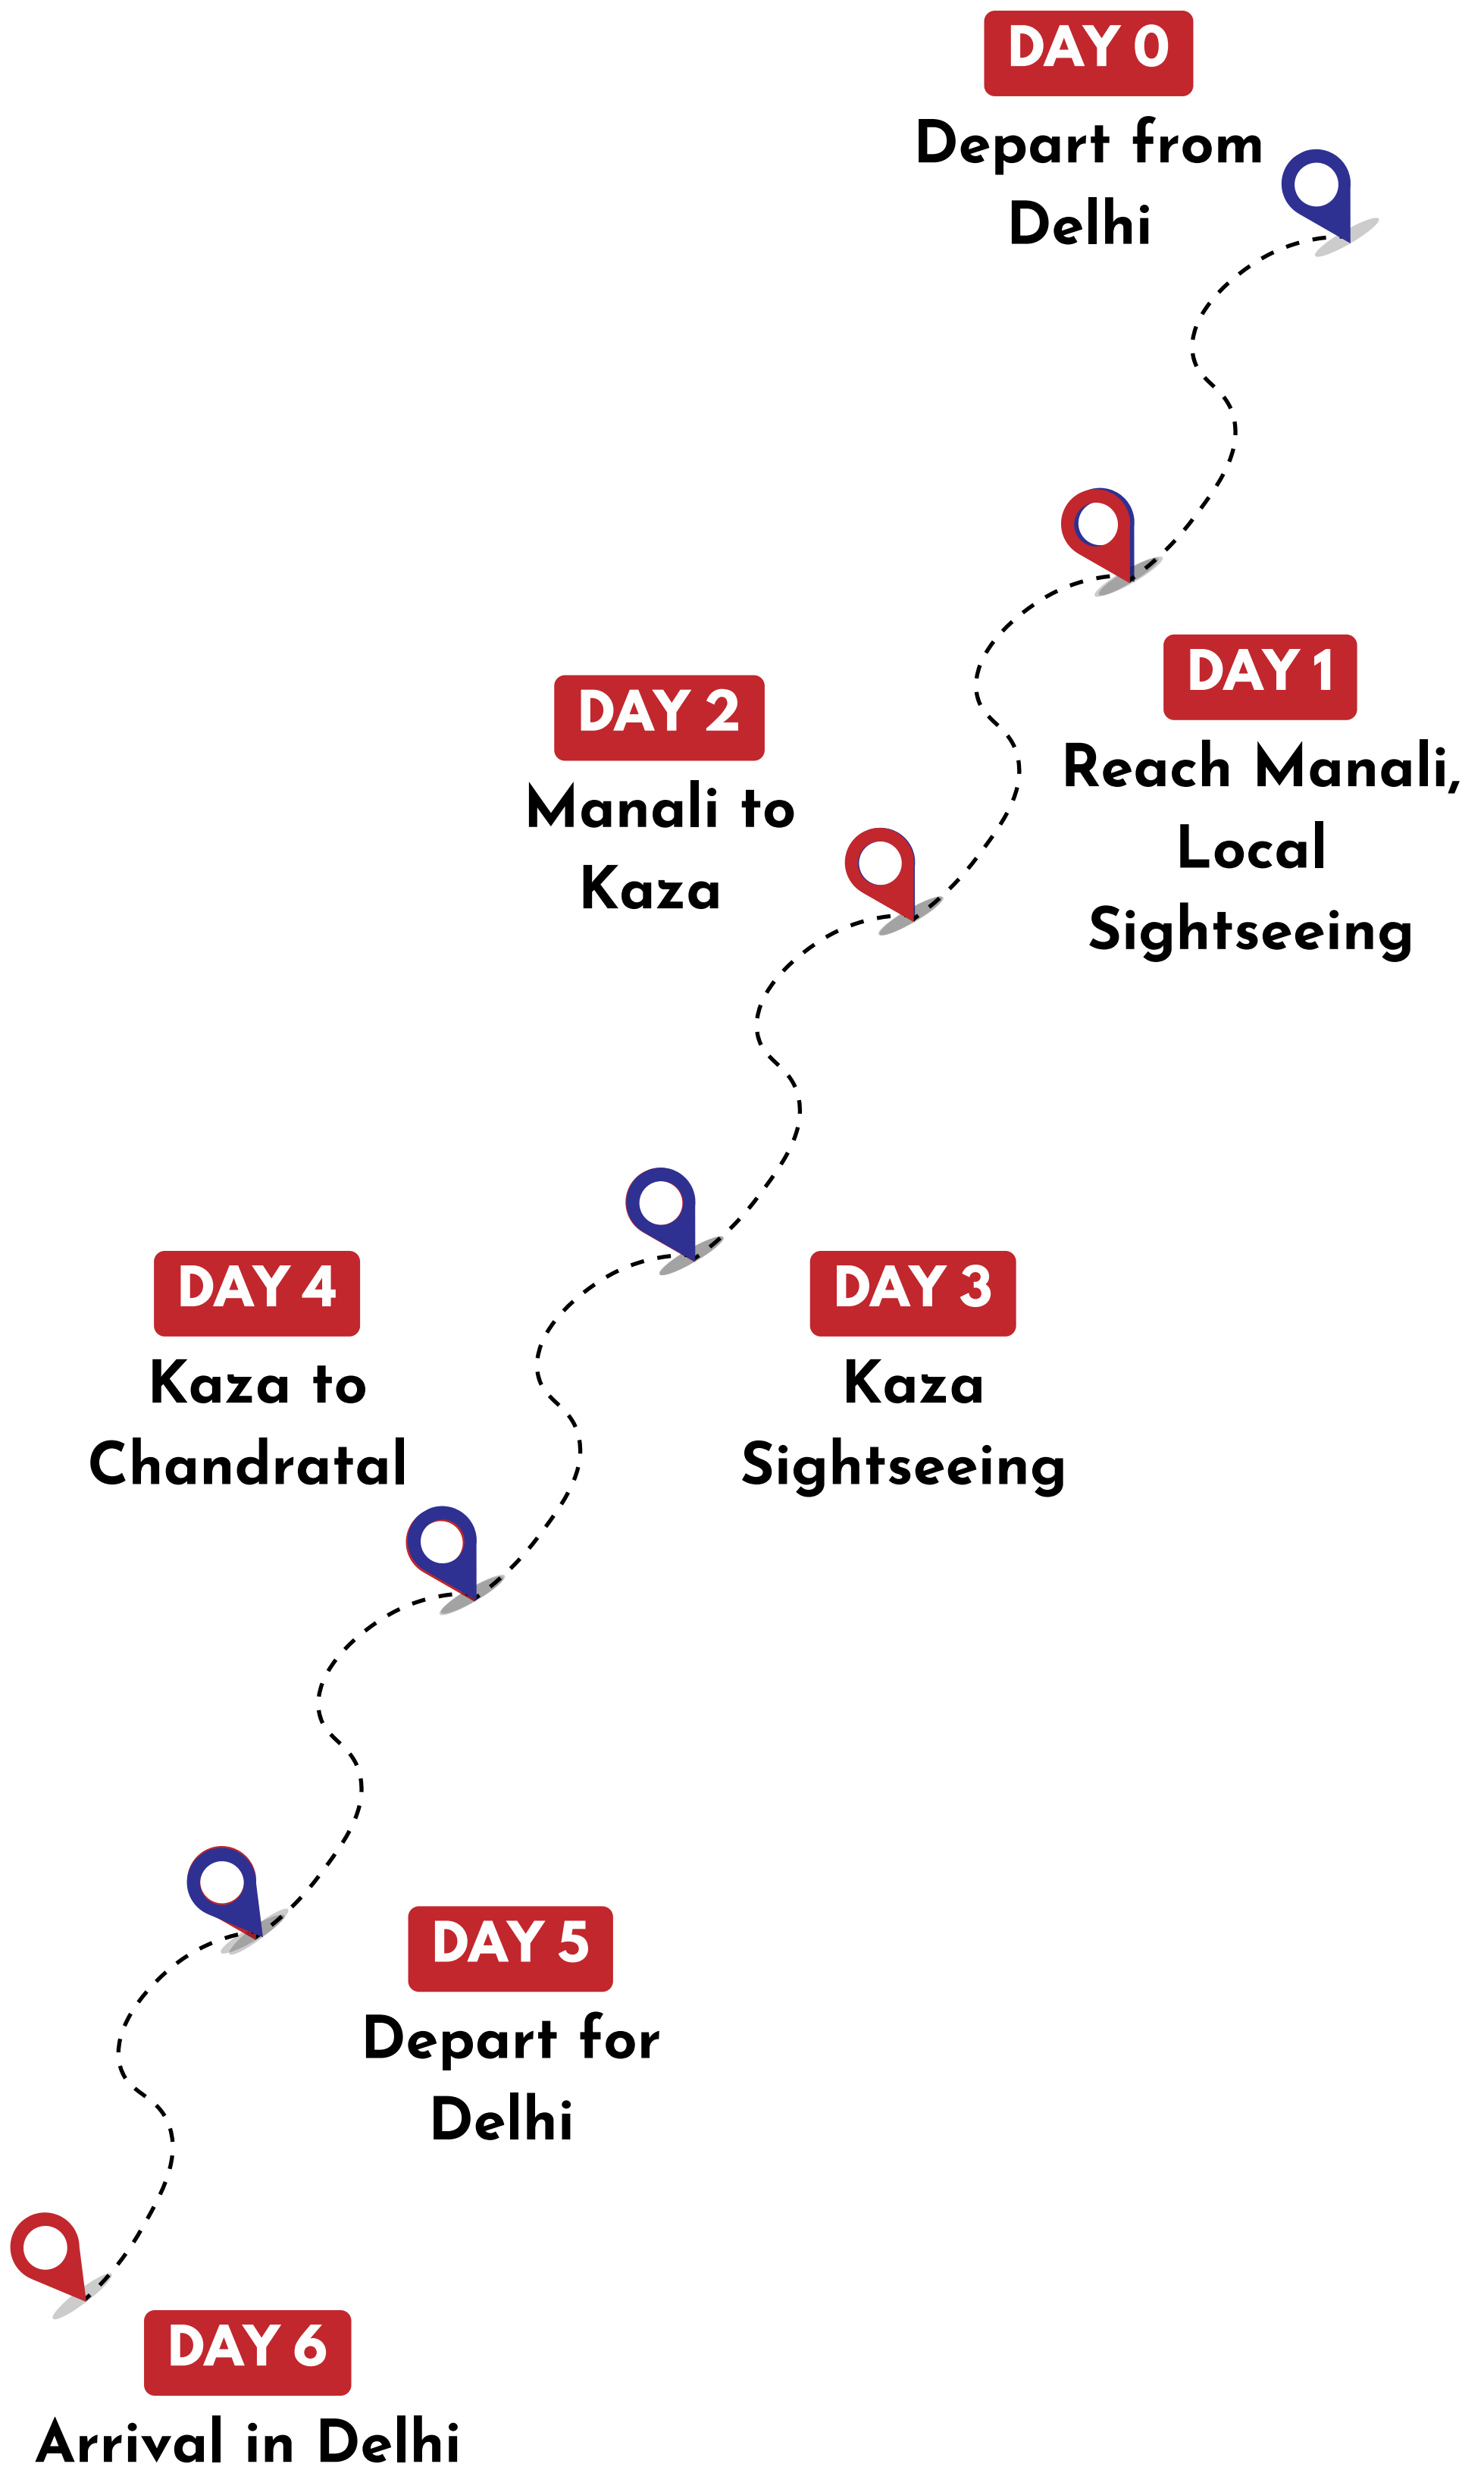 DAY 0
Depart from
Delhi
DAY 1
Reach Manali,
Local
Sightseeing
DAY 2
Manali to
Kaza
DAY 3
Kaza
Sightseeing
DAY 4
Kaza to
Chandratal
DAY 5
Depart for
Delhi
DAY 6
Arrival in Delhi